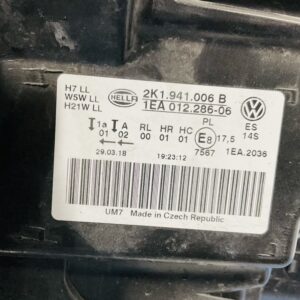 H7 LL
W5W LL
H21W LL
HELLA
2K1.941.006 B
1EA 012.286-06
PL ES
1a A RL HR HC E8 17,5 14S
01 02 00 01 01 7567 1EA.2036
29.03.18 19:23:12
UM7 Made in Czech Republic